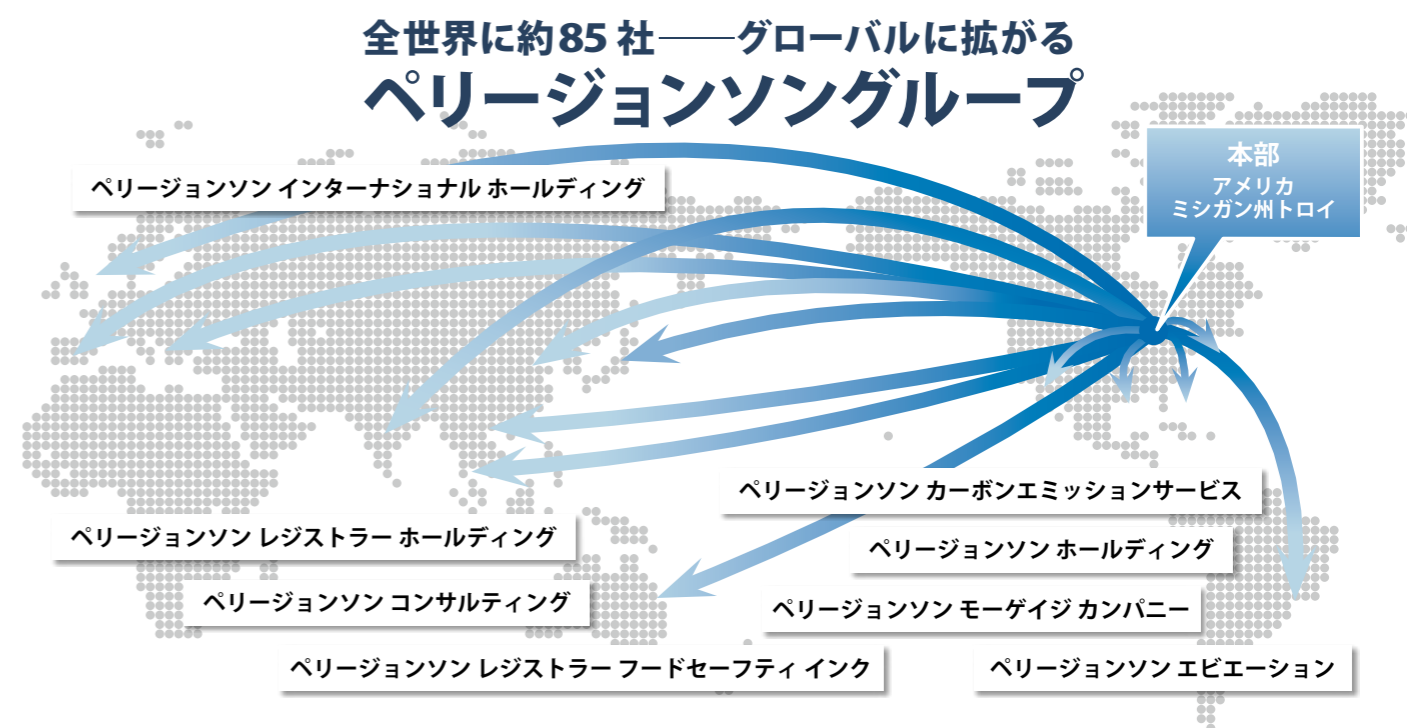 全世界に約85 社──グローバルに拡がる
ペリージョンソングループ
本部
アメリカ
ミシガン州トロイ
ペリージョンソン インターナショナル ホールディング
ペリージョンソン カーボンエミッションサービス
ペリージョンソン レジストラー ホールディング
ペリージョンソン ホールディング
ペリージョンソン コンサルティング
ペリージョンソン モーゲイジ カンパニー
ペリージョンソン レジストラー フードセーフティ インク
ペリージョンソン エビエーション